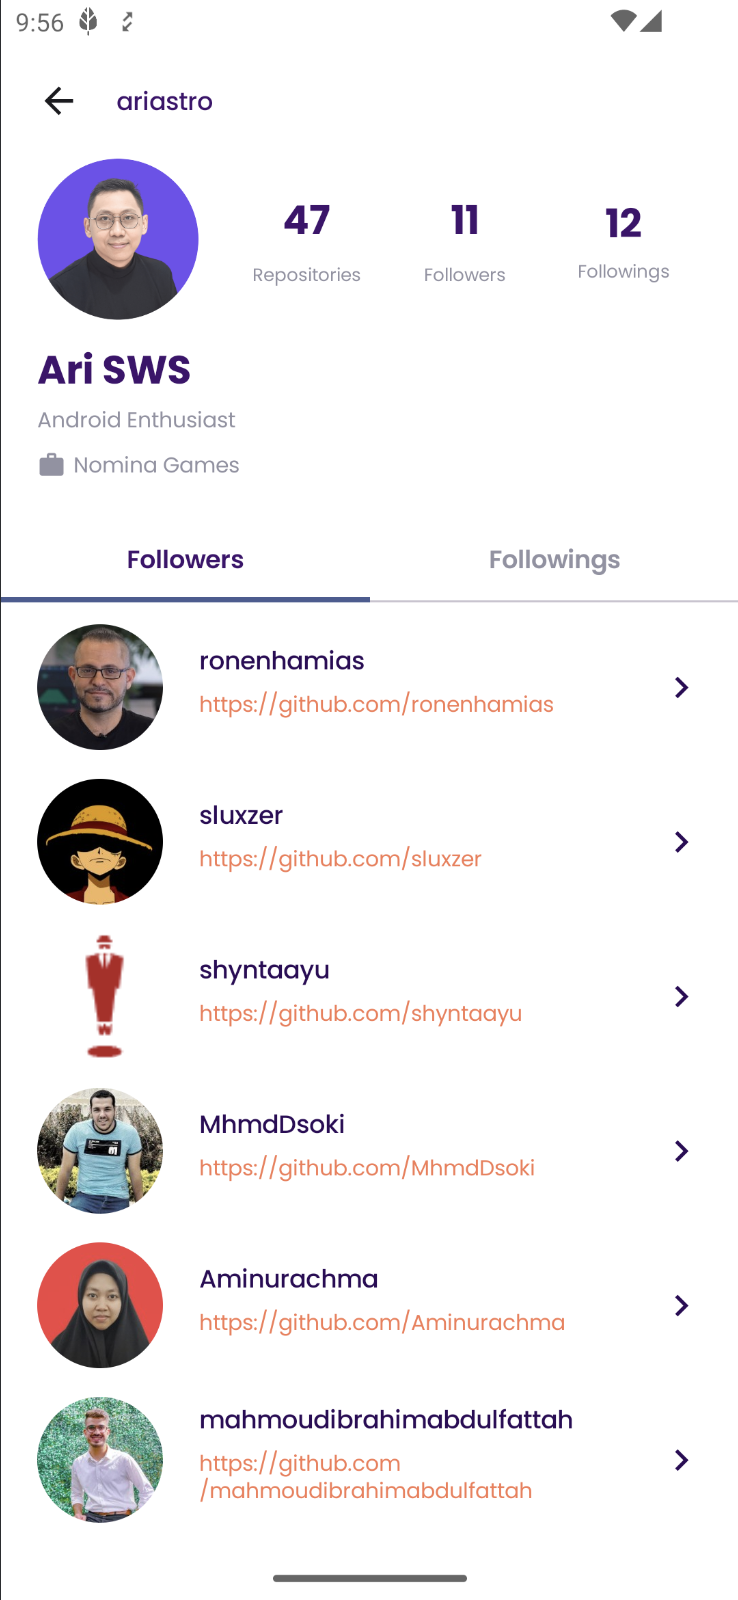 9:56
ariastro
47
11
12
Repositories
Followers
Followings
Ari SWS
Android Enthusiast
Nomina Games
Followers
Followings
ronenhamias
https://github.com/ronenhamias
sluxzer
https://github.com/sluxzer
shyntaayu
https://github.com/shyntaayu
MhmdDsoki
https://github.com/MhmdDsoki
Aminurachma
https://github.com/Aminurachma
mahmoudibrahimabdulfattah
https://github.com
/mahmoudibrahimabdulfattah